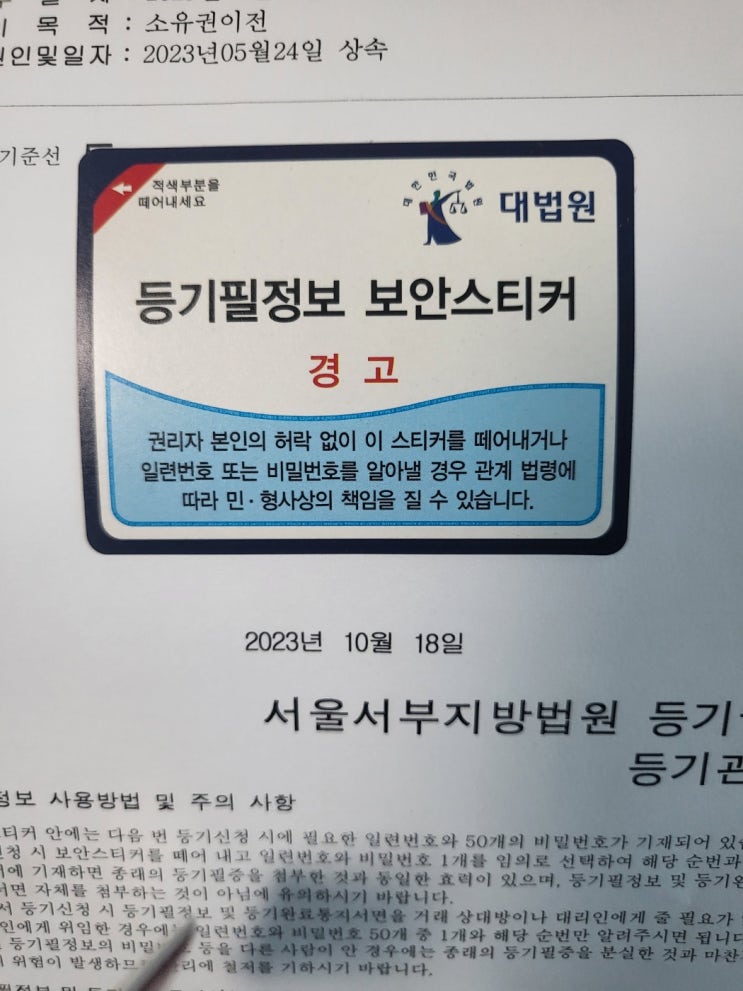 목 적 : 소유권이전
원인및일자 : 2023년05월24일 상속
기준선
적색부분을
떼어내세요
대한민국법원
대법원
등기필정보 보안스티커
경 고
권리자 본인의 허락 없이 이 스티커를 떼어내거나
일련번호 또는 비밀번호를 알아낼 경우 관계 법령에
따라 민·형사상의 책임을 질 수 있습니다.
2023년 10월 18일
서울서부지방법원 등기
등기관
정보 사용방법 및 주의 사항
티커 안에는 다음 번 등기신청 시에 필요한 일련번호와 50개의 비밀번호가 기재되어 있
신청 시 보안스티커를 떼어 내고 일련번호와 비밀번호 1개를 임의로 선택하여 해당 순번과
에 기재하면 종래의 등기필증을 첨부한 것과 동일한 효력이 있으며, 등기필정보 및 등기완
서면 자체를 첨부하는 것이 아님에 유의하시기 바랍니다.
서 등기신청 시 등기필정보 및 등기완료통지서면을 거래 상대방이나 대리인에게 줄 필요가
인에게 위임한 경우에는 일련번호와 비밀번호 50개 중 1개와 해당 순번만 알려주시면 됩니다
등기필정보의 비밀 등을 다른 사람이 안 경우에는 종래의 등기필증을 분실한 것과 마찬
위험이 발생하므 관리에 철저를 기하시기 바랍니다.